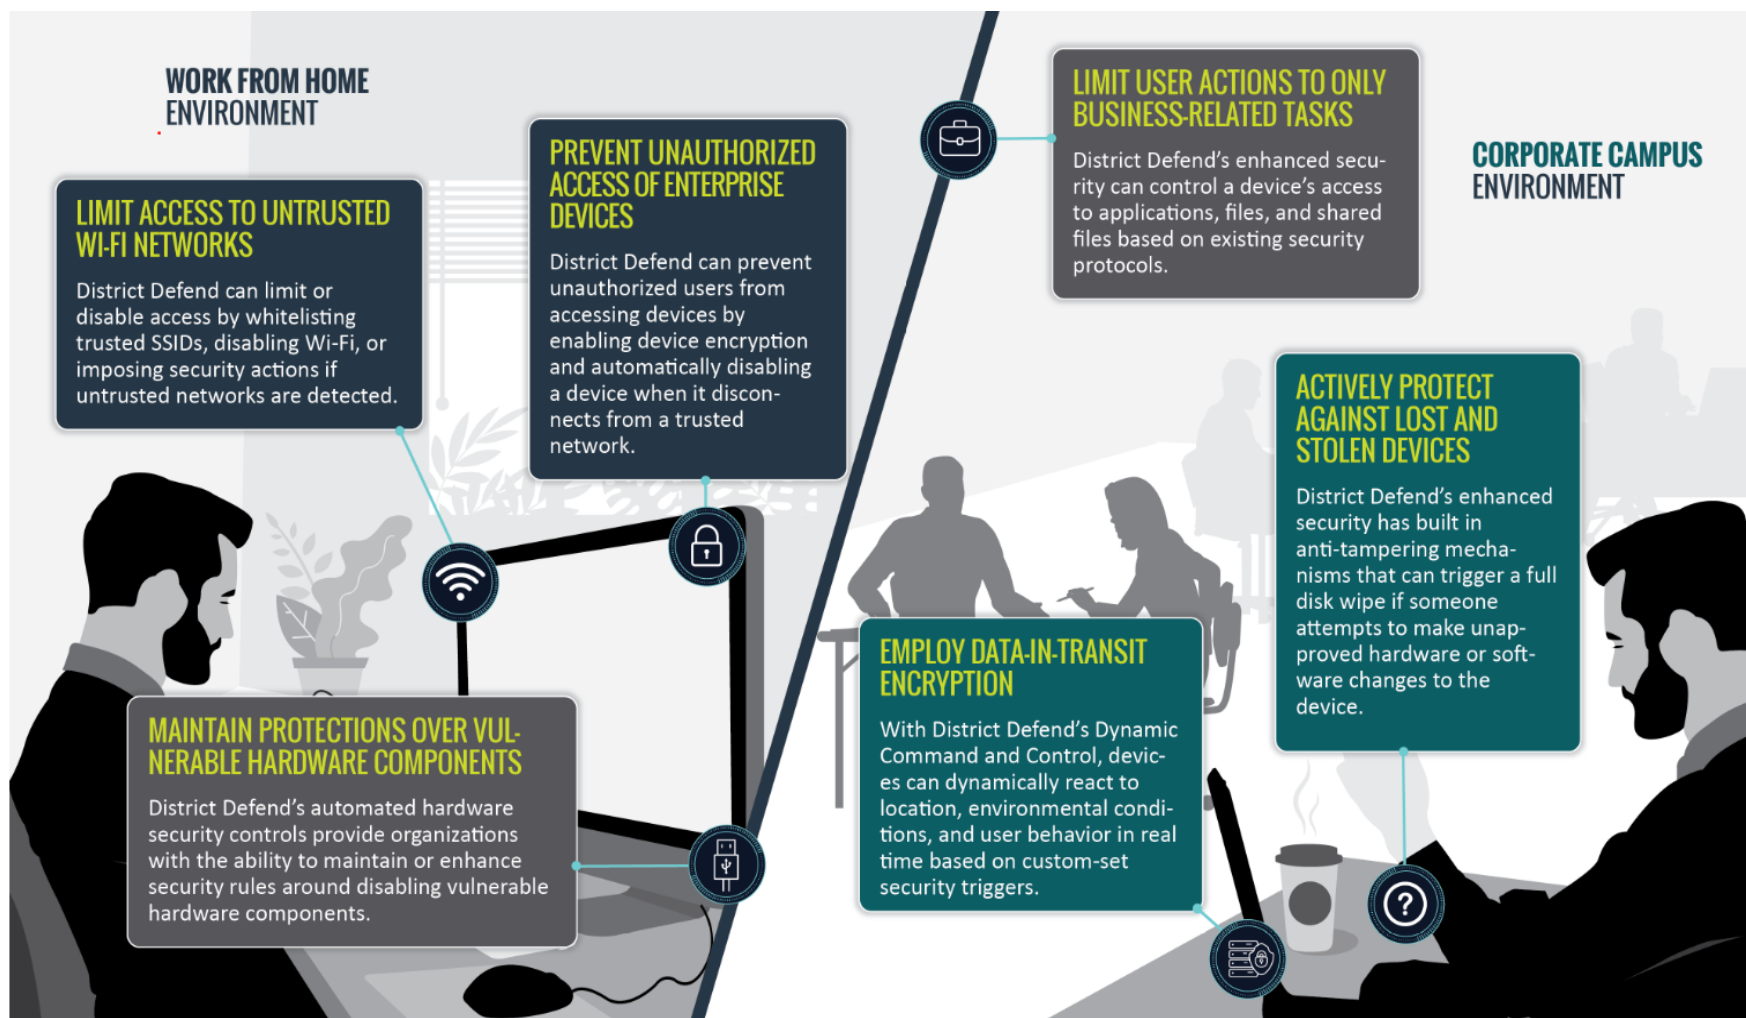 WORK FROM HOME
ENVIRONMENT
LIMIT ACCESS TO UNTRUSTED
WI-FI NETWORKS
District Defend can limit or
disable access by whitelisting
trusted SSIDs, disabling Wi-Fi, or
imposing security actions if
untrusted networks are detected.
PREVENT UNAUTHORIZED
ACCESS OF ENTERPRISE
DEVICES
District Defend can prevent
unauthorized users from
accessing devices by
enabling device encryption
and automatically disabling
a device when it discon-
nects from a trusted
network.
MAINTAIN PROTECTIONS OVER VUL-
NERABLE HARDWARE COMPONENTS
District Defend’s automated hardware
security controls provide organizations
with the ability to maintain or enhance
security rules around disabling vulnerable
hardware components.
LIMIT USER ACTIONS TO ONLY
BUSINESS-RELATED TASKS
District Defend’s enhanced secu-
rity can control a device’s access
to applications, files, and shared
files based on existing security
protocols.
CORPORATE CAMPUS
ENVIRONMENT
ACTIVELY PROTECT
AGAINST LOST AND
STOLEN DEVICES
District Defend’s enhanced
security has built in
anti-tampering mecha-
nisms that can trigger a full
disk wipe if someone
attempts to make unap-
proved hardware or soft-
ware changes to the
device.
EMPLOY DATA-IN-TRANSIT
ENCRYPTION
With District Defend’s Dynamic
Command and Control, devic-
es can dynamically react to
location, environmental condi-
tions, and user behavior in real
time based on custom-set
security triggers.
?